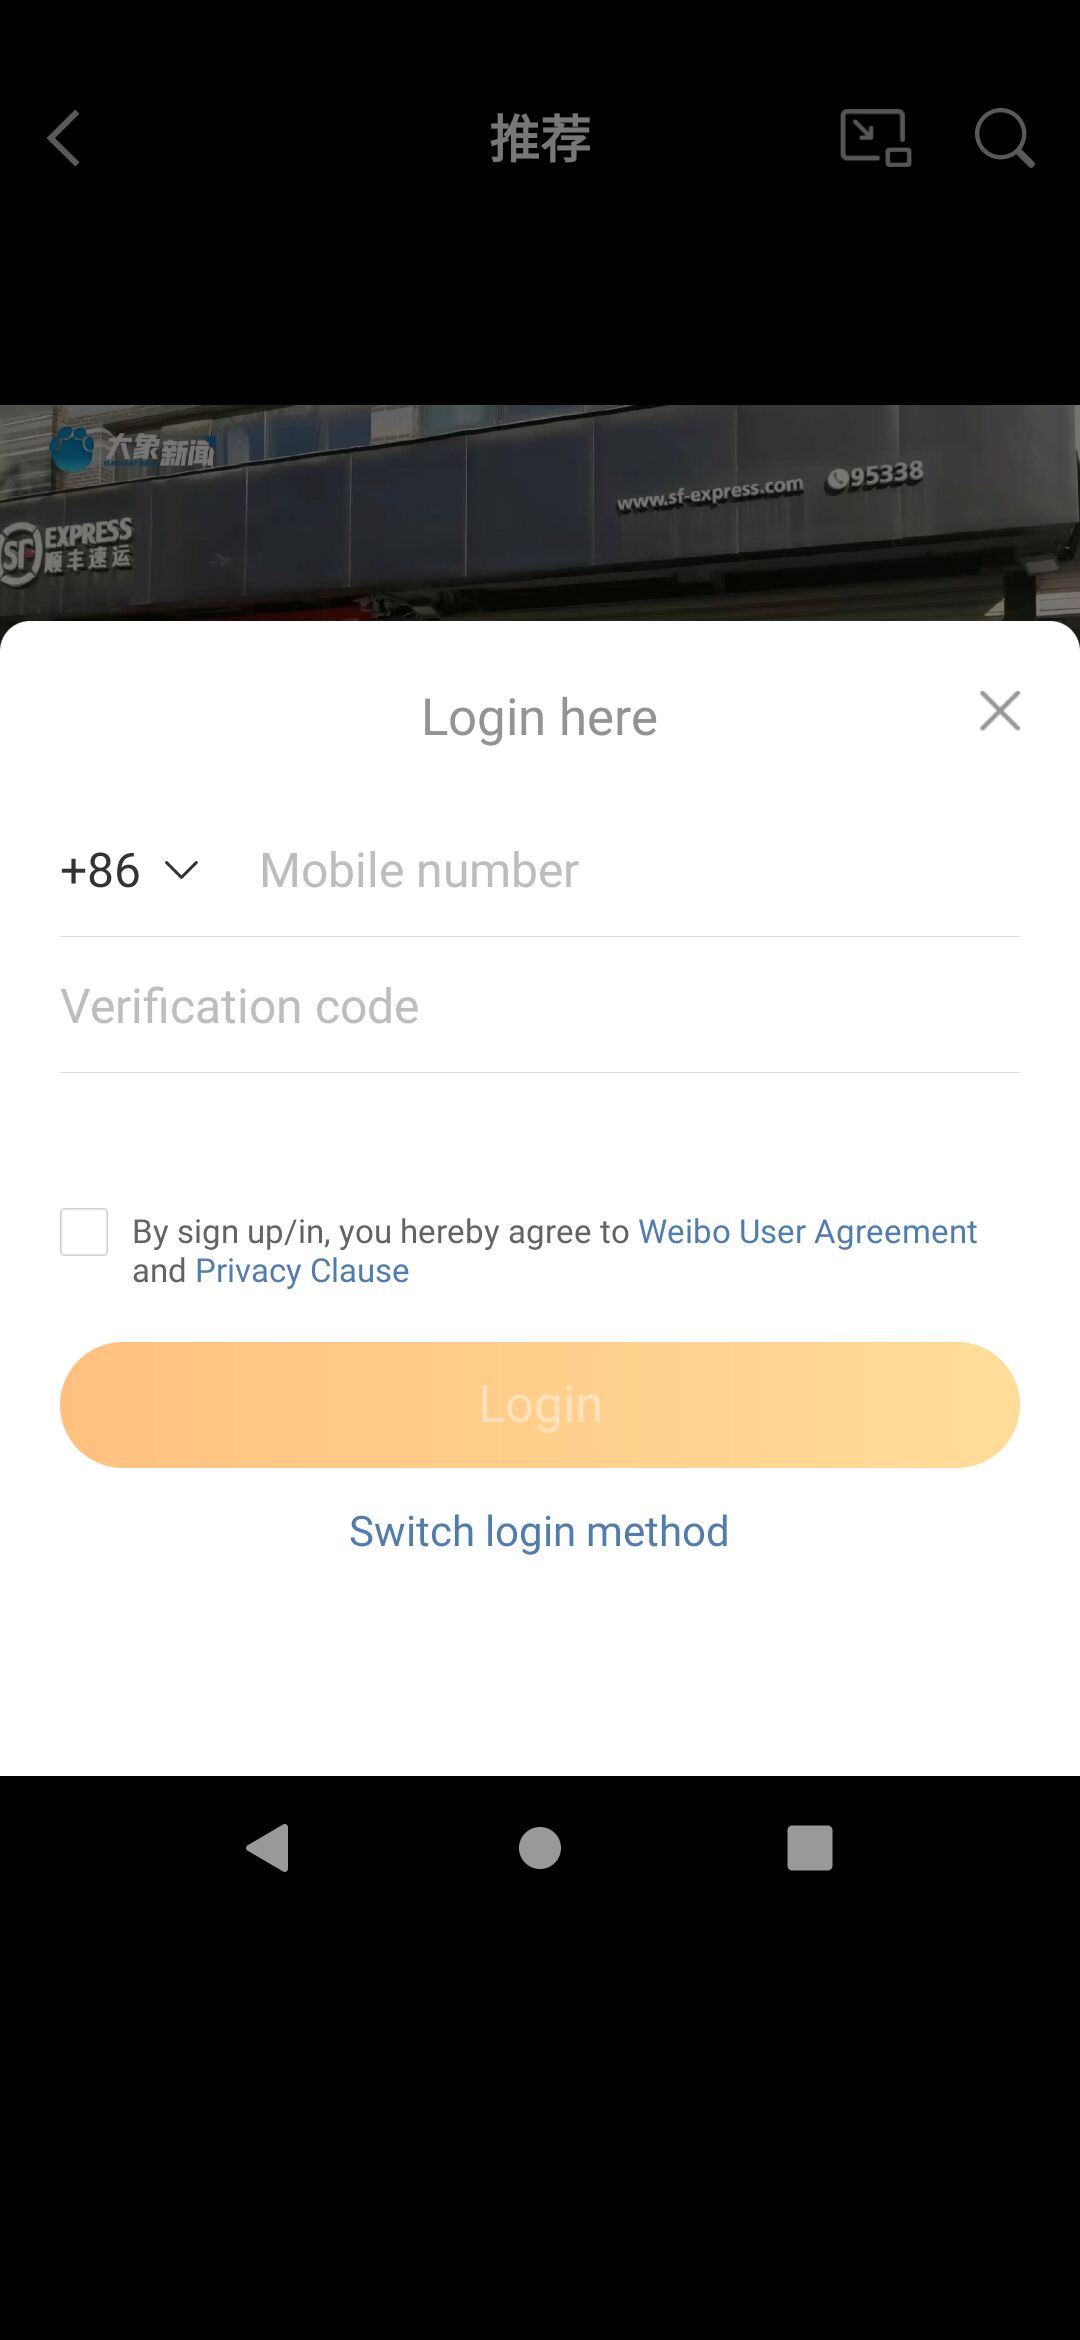 推荐
大象新闻
www.sf-express.com 95338
SF EXPRESS
顺丰速运
Login here
+86 Mobile number
Verification code
By sign up/in, you hereby agree to Weibo User Agreement
and Privacy Clause
Login
Switch login method